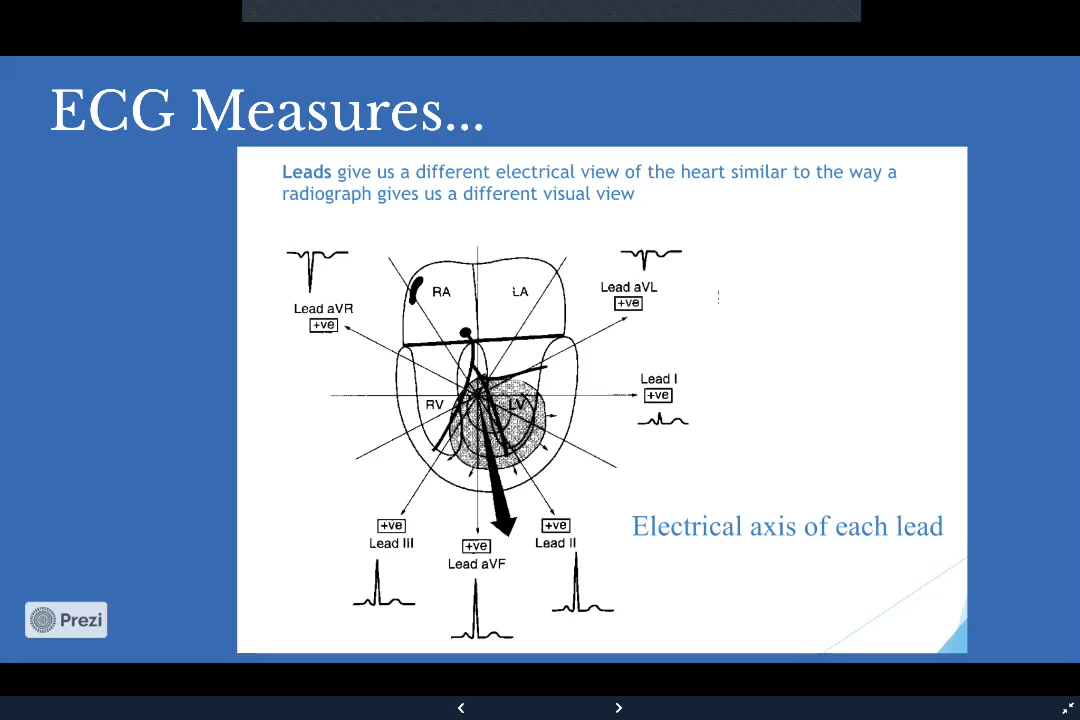 ECG Measures...
Leads give us a different electrical view of the heart similar to the way a
radiograph gives us a different visual view
RA
LA
Lead aVR
+ve
Lead aVL
+ve
Lead I
+ve
RV
LV
+ve
Lead III
+ve
Lead aVF
+ve
Lead II
Electrical axis of each lead
Prezi